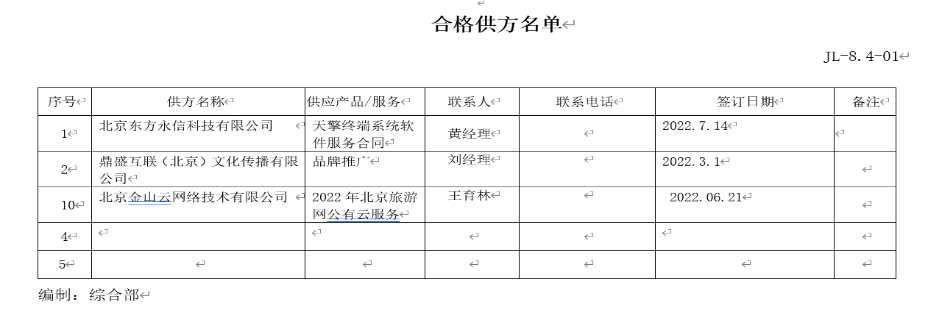 合格供方名单
JL-8.4-01
序号 供方名称 供应产品/服务 联系人 联系电话 签订日期 备注
1 北京东方永信科技有限公司 天擎终端系统软件服务合同 黄经理 2022.7.14
2 鼎盛互联（北京）文化传播有限公司 品牌推广 刘经理 2022.3.1
10 北京金山云网络技术有限公司 2022年北京旅游网公有云服务 王育林 2022.06.21
4
5
编制：综合部